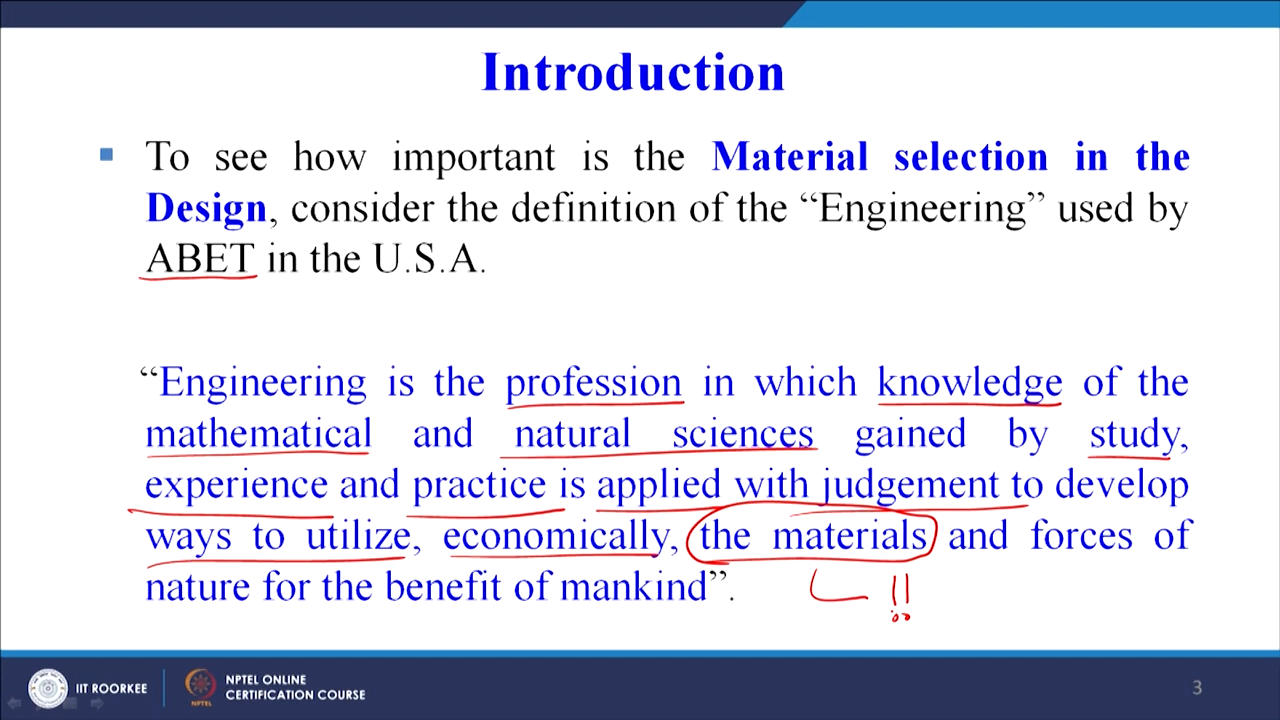 Introduction
To see how important is the Material selection in the
Design, consider the definition of the “Engineering” used by
ABET in the U.S.A.
“Engineering is the profession in which knowledge of the
mathematical and natural sciences gained by study,
experience and practice is applied with judgement to develop
ways to utilize, economically, the materials and forces of
nature for the benefit of mankind”.
!!
IIT ROORKEE
NPTEL
NPTEL ONLINE
CERTIFICATION COURSE
3